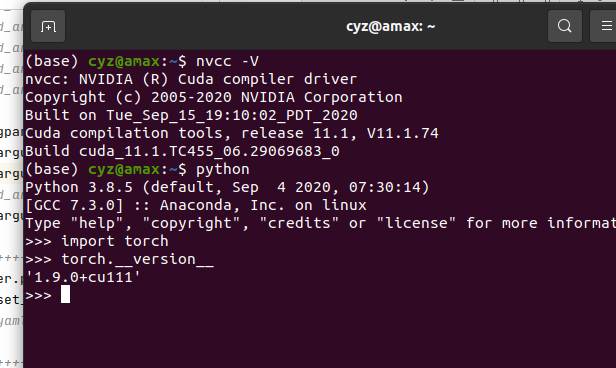 cyz@amax: ~
(base) cyz@amax:~$ nvcc -V
nvcc: NVIDIA (R) Cuda compiler driver
Copyright (c) 2005-2020 NVIDIA Corporation
Built on Tue_Sep_15_19:10:02_PDT_2020
Cuda compilation tools, release 11.1, V11.1.74
Build cuda_11.1.TC455_06.29069683_0
(base) cyz@amax:~$ python
Python 3.8.5 (default, Sep  4 2020, 07:30:14)
[GCC 7.3.0] :: Anaconda, Inc. on linux
Type "help", "copyright", "credits" or "license" for more informat
>>> import torch
>>> torch.__version__
'1.9.0+cu111'
>>>